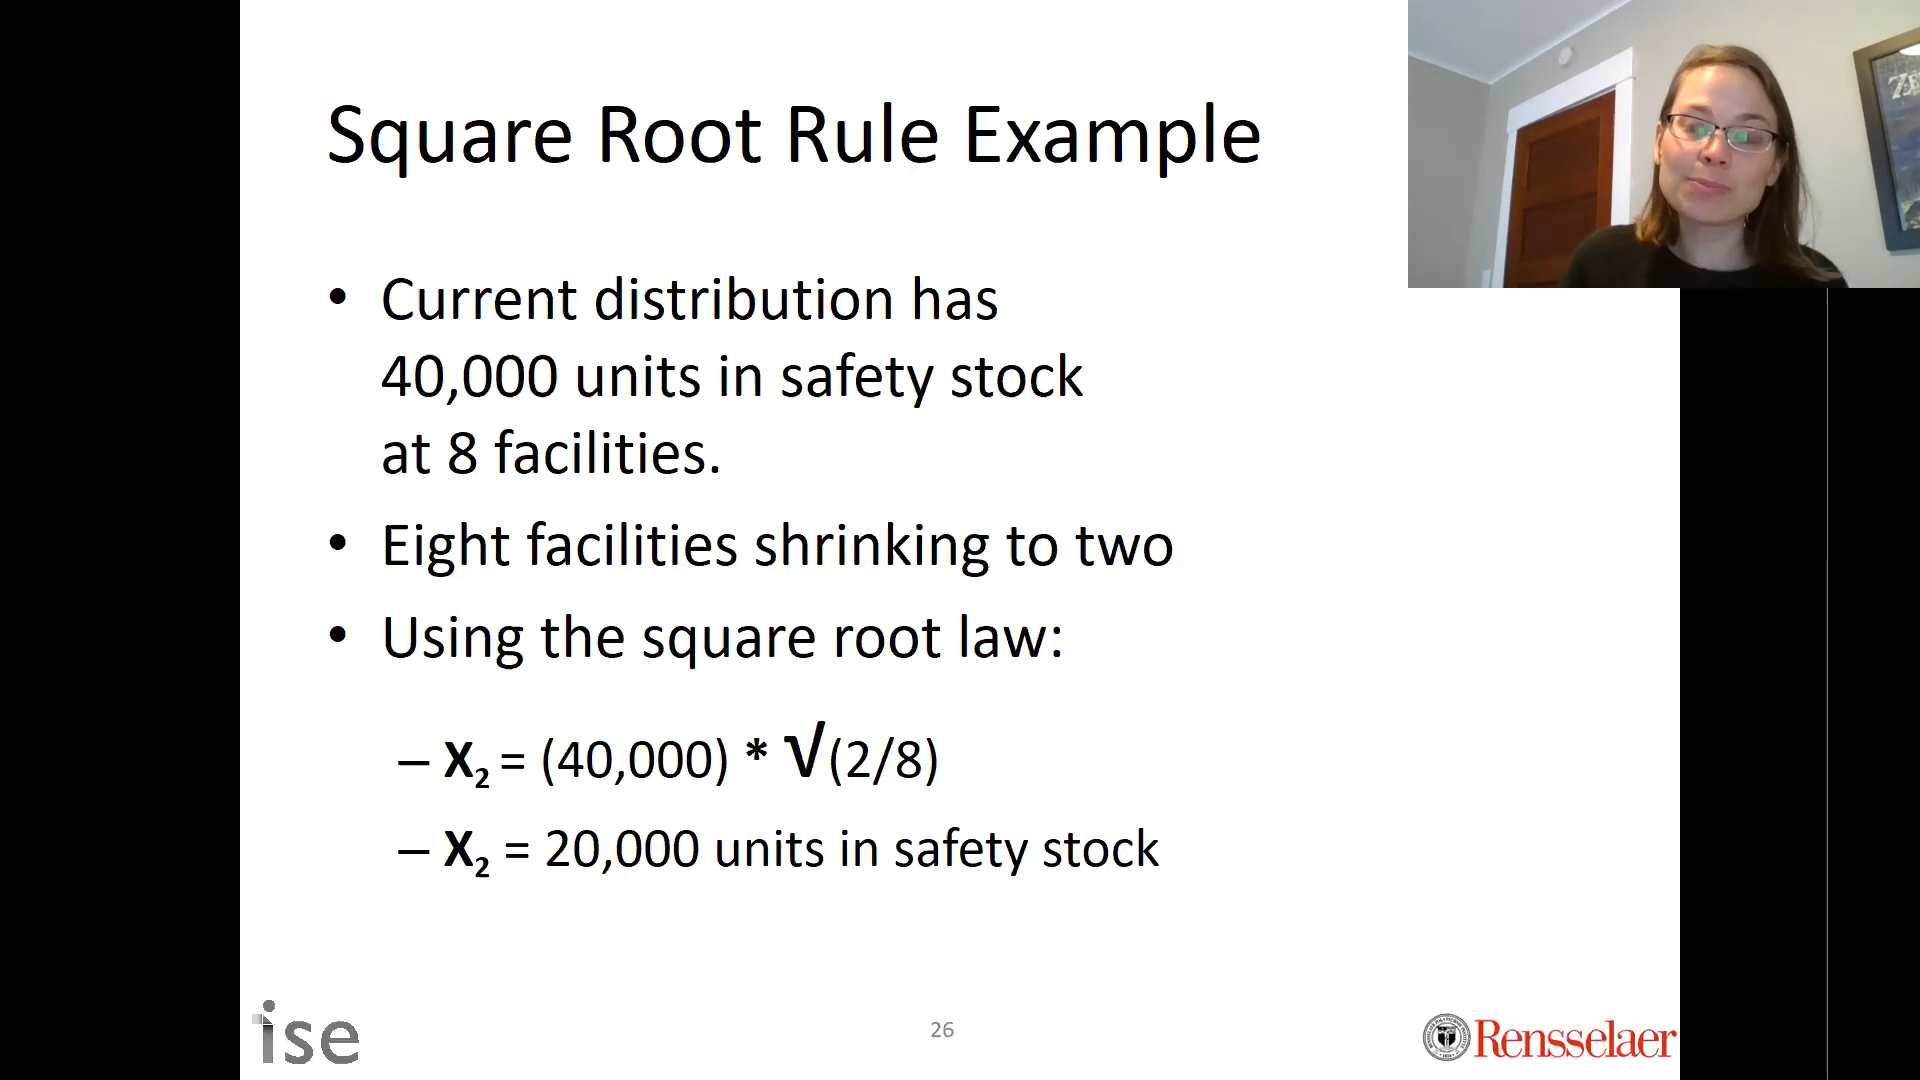 Square Root Rule Example
• Current distribution has
40,000 units in safety stock
at 8 facilities.
• Eight facilities shrinking to two
• Using the square root law:
– X₂ = (40,000) * √(2/8)
– X₂ = 20,000 units in safety stock
ise
26
Rensselaer